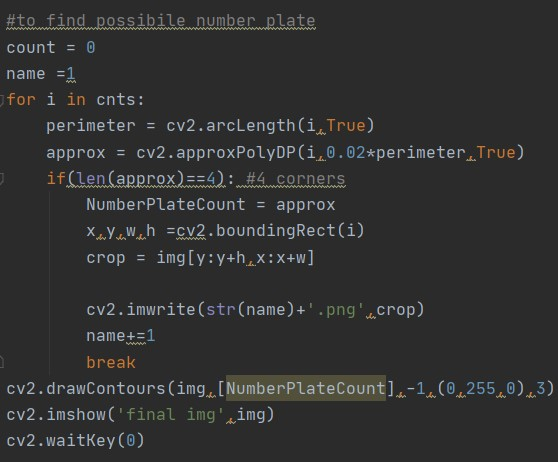 #to find possibile number plate
count = 0
name =1
for i in cnts:
    perimeter = cv2.arcLength(i,True)
    approx = cv2.approxPolyDP(i,0.02*perimeter,True)
    if(len(approx)==4): #4 corners
        NumberPlateCount = approx
        x,y,w,h =cv2.boundingRect(i)
        crop = img[y:y+h,x:x+w]

        cv2.imwrite(str(name)+'.png',crop)
        name+=1
        break
cv2.drawContours(img,[NumberPlateCount],-1,(0,255,0),3)
cv2.imshow('final img',img)
cv2.waitKey(0)